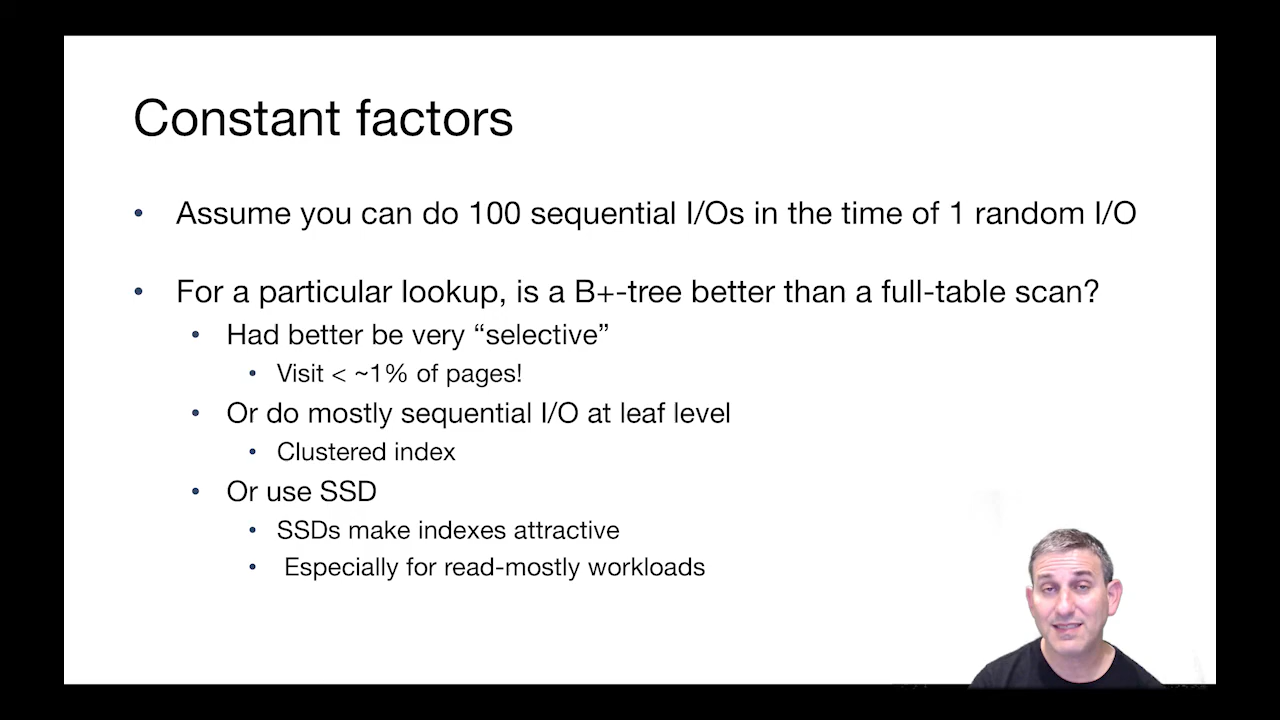 Constant factors
• Assume you can do 100 sequential I/Os in the time of 1 random I/O
• For a particular lookup, is a B+-tree better than a full-table scan?
• Had better be very “selective”
• Visit < ~1% of pages!
• Or do mostly sequential I/O at leaf level
• Clustered index
• Or use SSD
• SSDs make indexes attractive
• Especially for read-mostly workloads